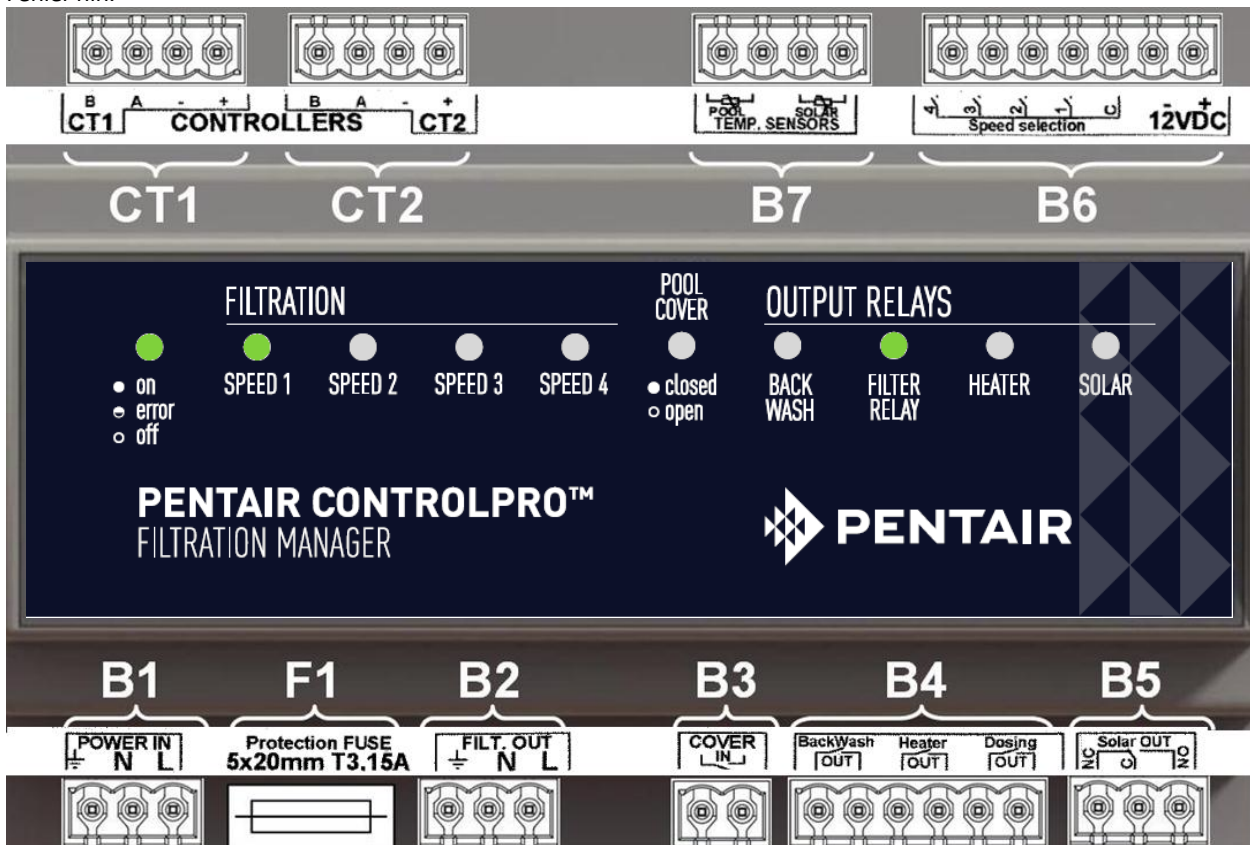 B A - +
CT1 CONTROLLERS
B A - +
CT2
POOL SOLAR
TEMP. SENSORS
4 3 2 1 C
Speed selection
- +
12VDC
CT1
CT2
B7
B6
FILTRATION
POOL
COVER
OUTPUT RELAYS
on
error
off
SPEED 1
SPEED 2
SPEED 3
SPEED 4
closed
open
BACK
WASH
FILTER
RELAY
HEATER
SOLAR
PENTAIR CONTROLPRO™
FILTRATION MANAGER
PENTAIR
B1
F1
B2
B3
B4
B5
POWER IN
N L
Protection FUSE
5x20mm T3.15A
FILT. OUT
N L
COVER
IN
BackWash
OUT
Heater
OUT
Dosing
OUT
Solar OUT
NC C NO